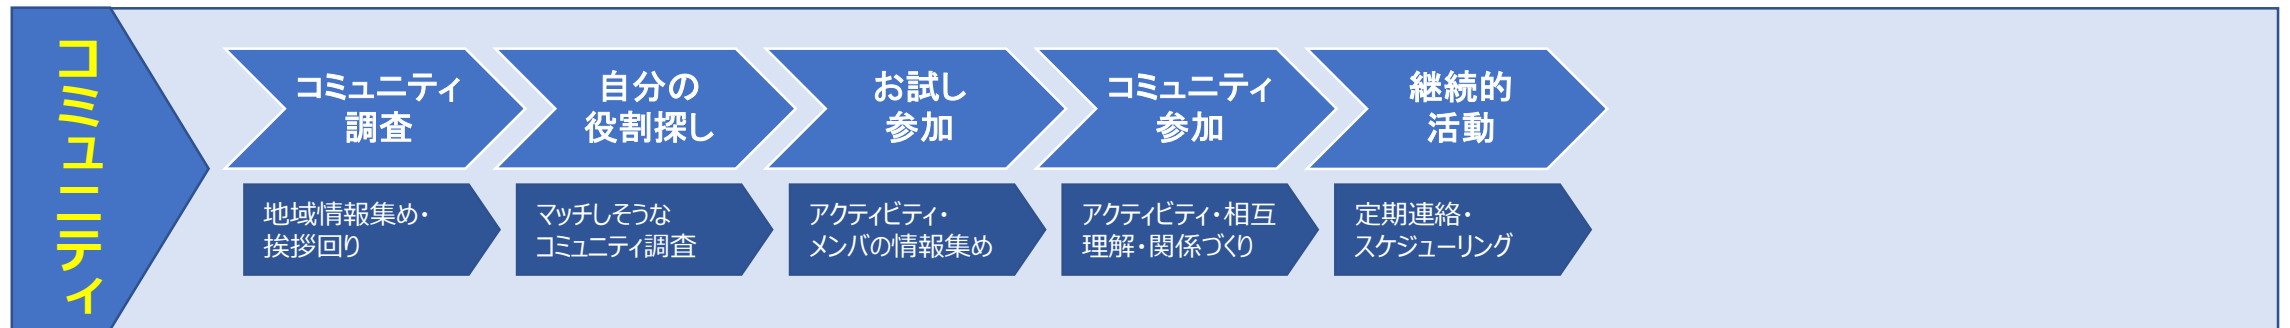 コミュニティ
コミュニティ
調査
自分の
役割探し
お試し
参加
コミュニティ
参加
継続的
活動
地域情報集め・
挨拶回り
マッチしそうな
コミュニティ調査
アクティビティ・
メンバの情報集め
アクティビティ・相互
理解・関係づくり
定期連絡・
スケジューリング